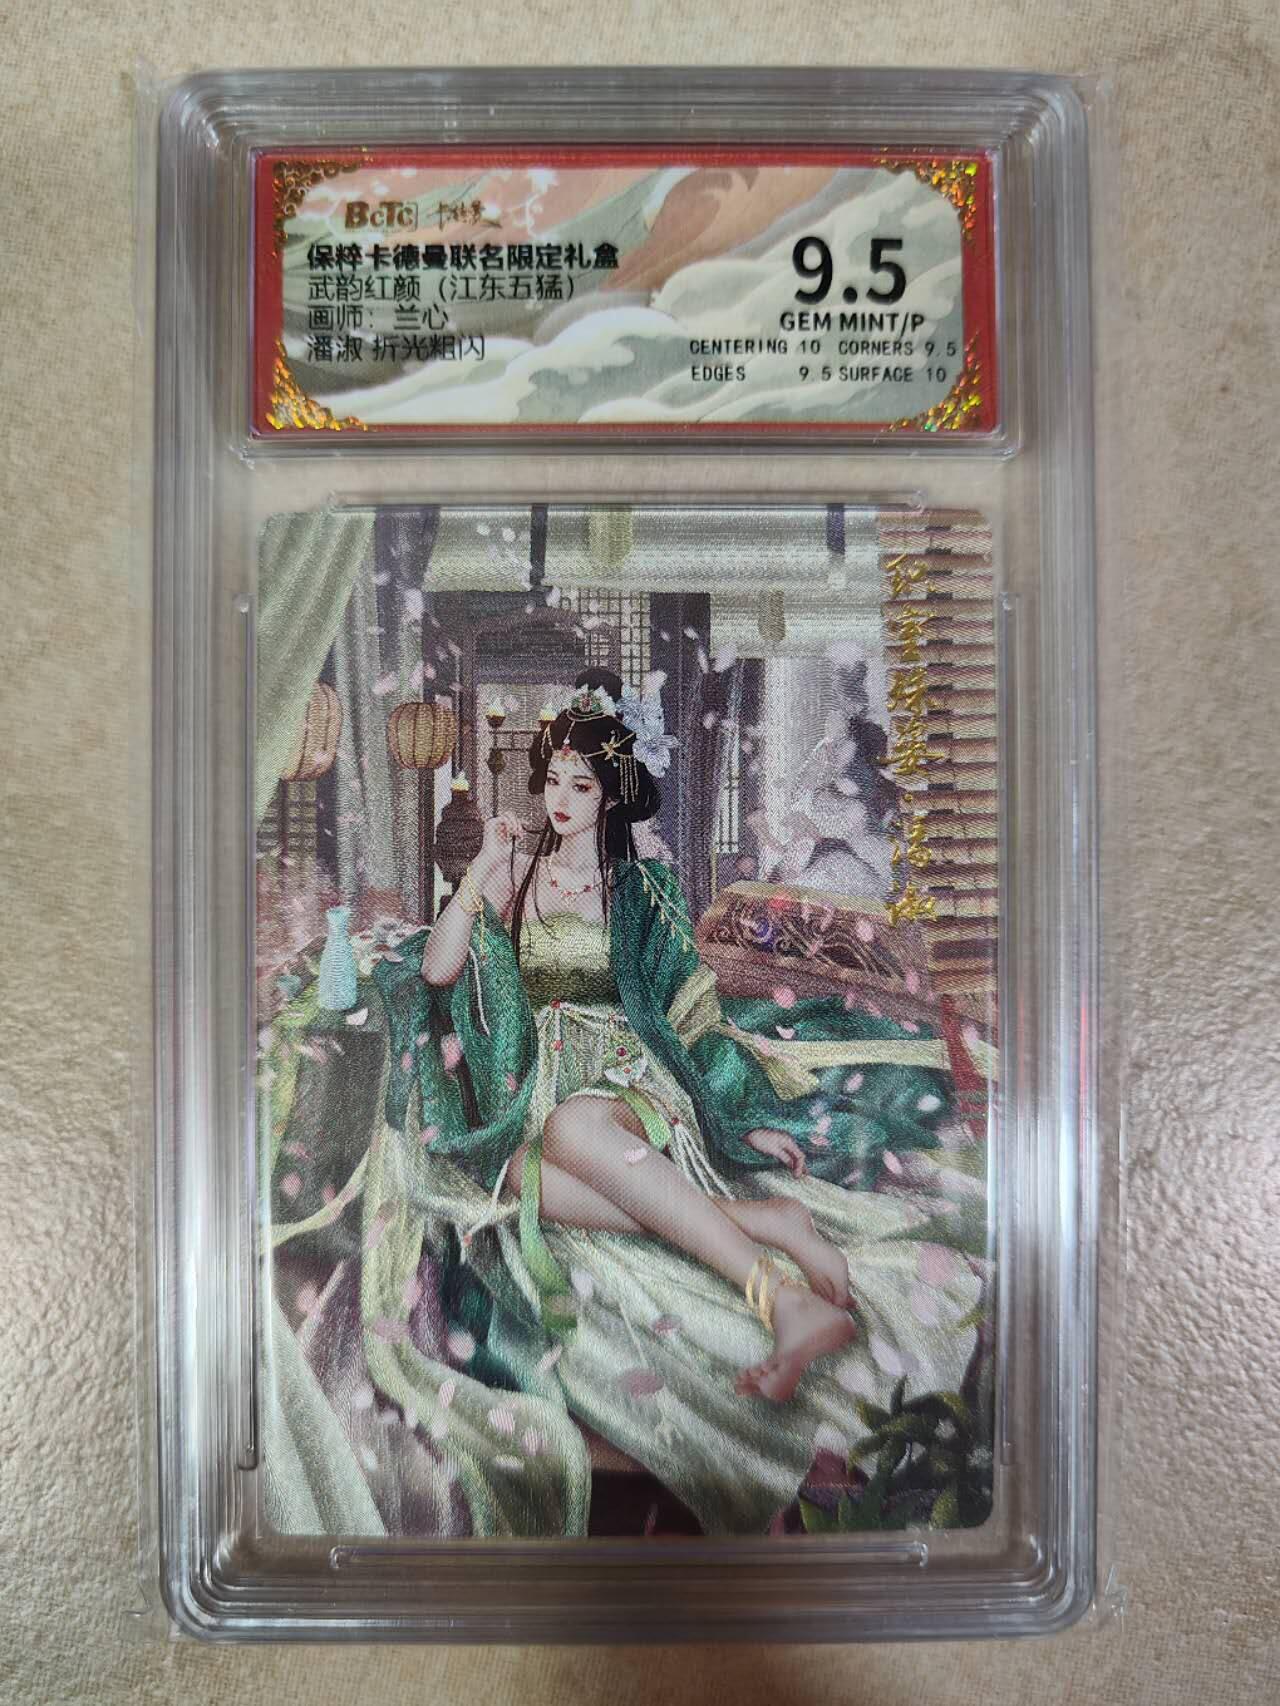 BCTC 卡德曼
保粹卡德曼联名限定礼盒
武韵红颜（江东五猛）
画师：兰心
潘淑 折光粗闪
9.5
GEM MINT/P
CENTERING 10 CORNERS 9.5
EDGES 9.5 SURFACE 10
织室殊姿·潘淑